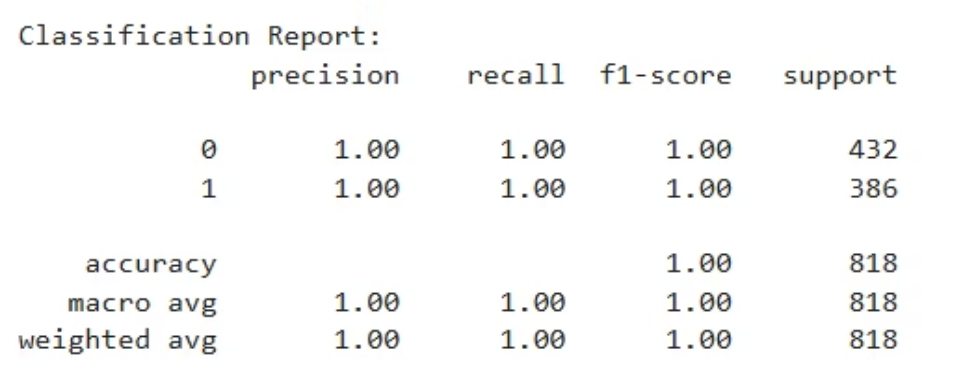 Classification Report:
precision recall f1-score support
0 1.00 1.00 1.00 432
1 1.00 1.00 1.00 386
accuracy 1.00 818
macro avg 1.00 1.00 1.00 818
weighted avg 1.00 1.00 1.00 818